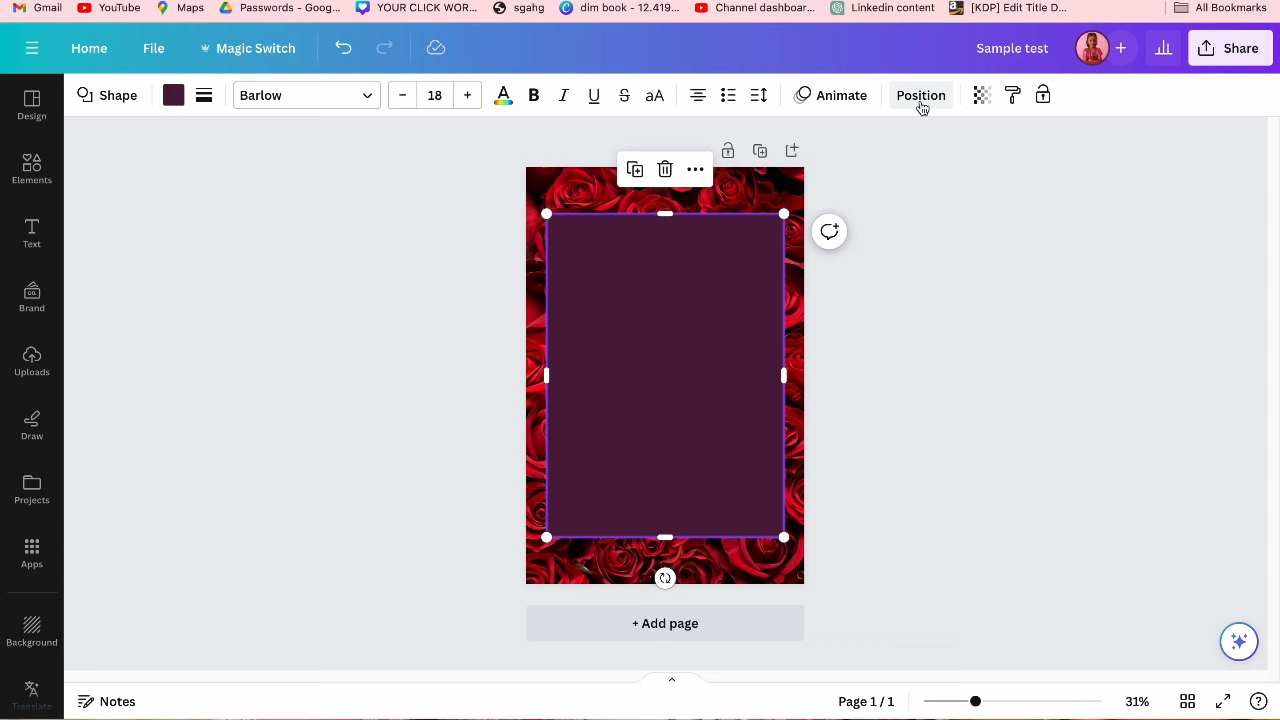 Gmail
YouTube
Maps
Passwords - Goog...
YOUR CLICK FOR...
sgahg
dim book - 12.419...
Channel dashboar...
Linkedin content
[KDP] Edit Title D...
All Bookmarks
Home
File
Magic Switch
Sample test
Share
Shape
Barlow
18
A
B
I
U
S
aA
Animate
Position
Design
Elements
Text
Brand
Uploads
Draw
Projects
Apps
Background
Translate
+ Add page
Notes
Page 1 / 1
31%